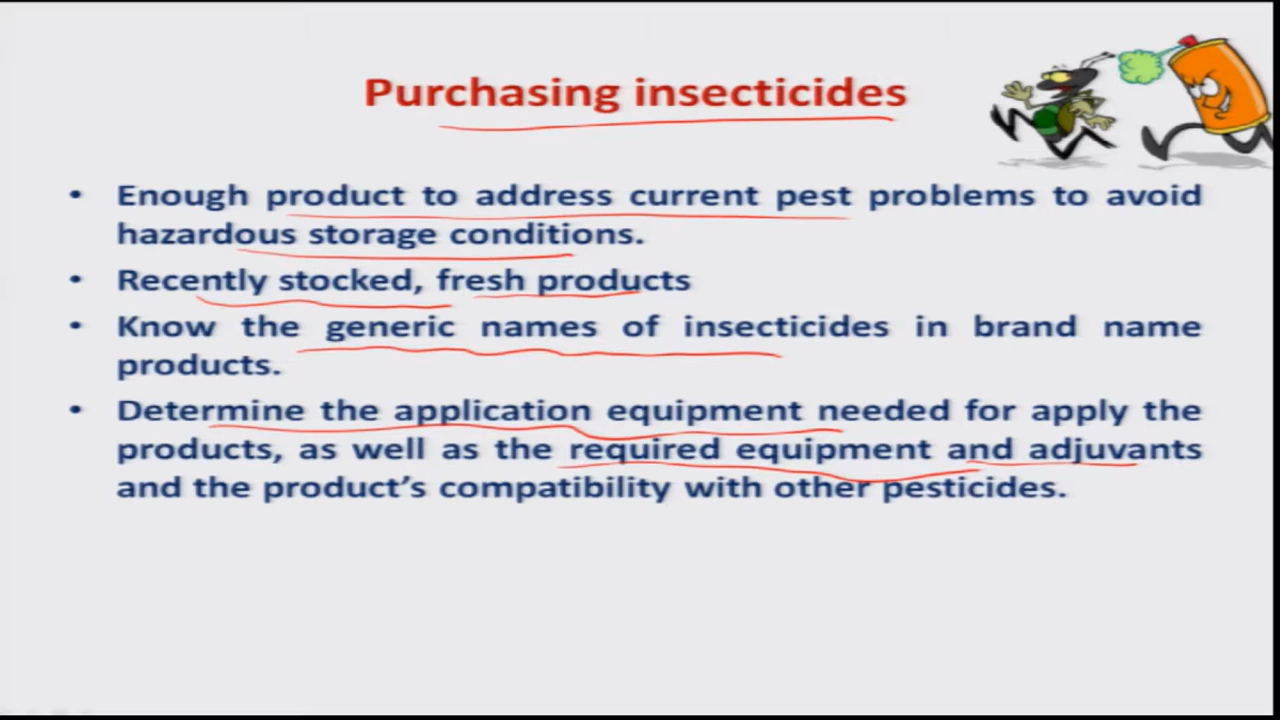 Purchasing insecticides
• Enough product to address current pest problems to avoid
hazardous storage conditions.
• Recently stocked, fresh products
• Know the generic names of insecticides in brand name
products.
• Determine the application equipment needed for apply the
products, as well as the required equipment and adjuvants
and the product's compatibility with other pesticides.